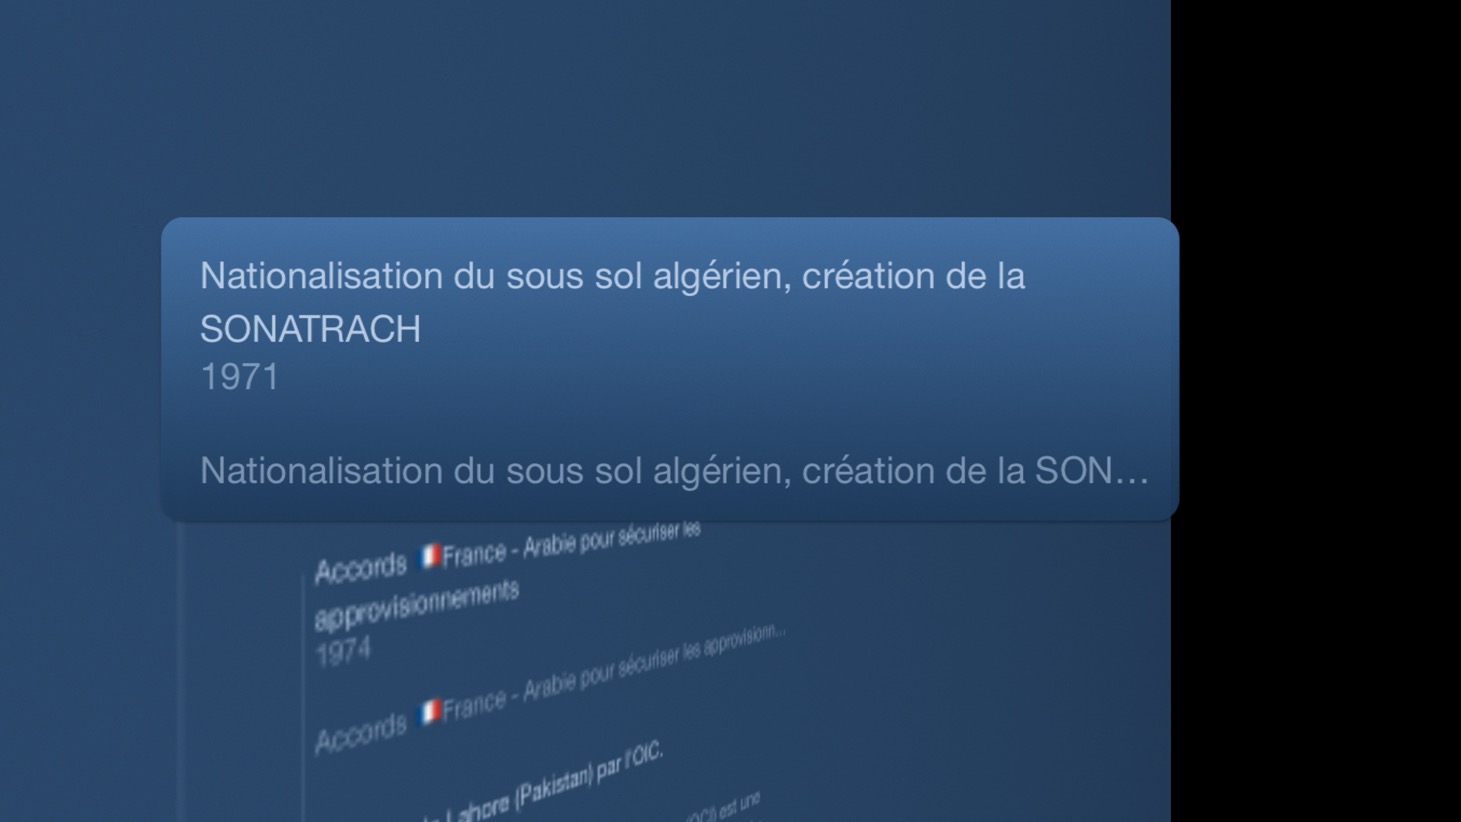 Nationalisation du sous sol algérien, création de la
SONATRACH
1971
Nationalisation du sous sol algérien, création de la SON...
Accords 🇫🇷France - Arabie pour sécuriser les
approvisionnements
1974
Accords 🇫🇷France - Arabie pour sécuriser les approvisionn...
Lahore (Pakistan) par l'OIC.
(OCI) est une